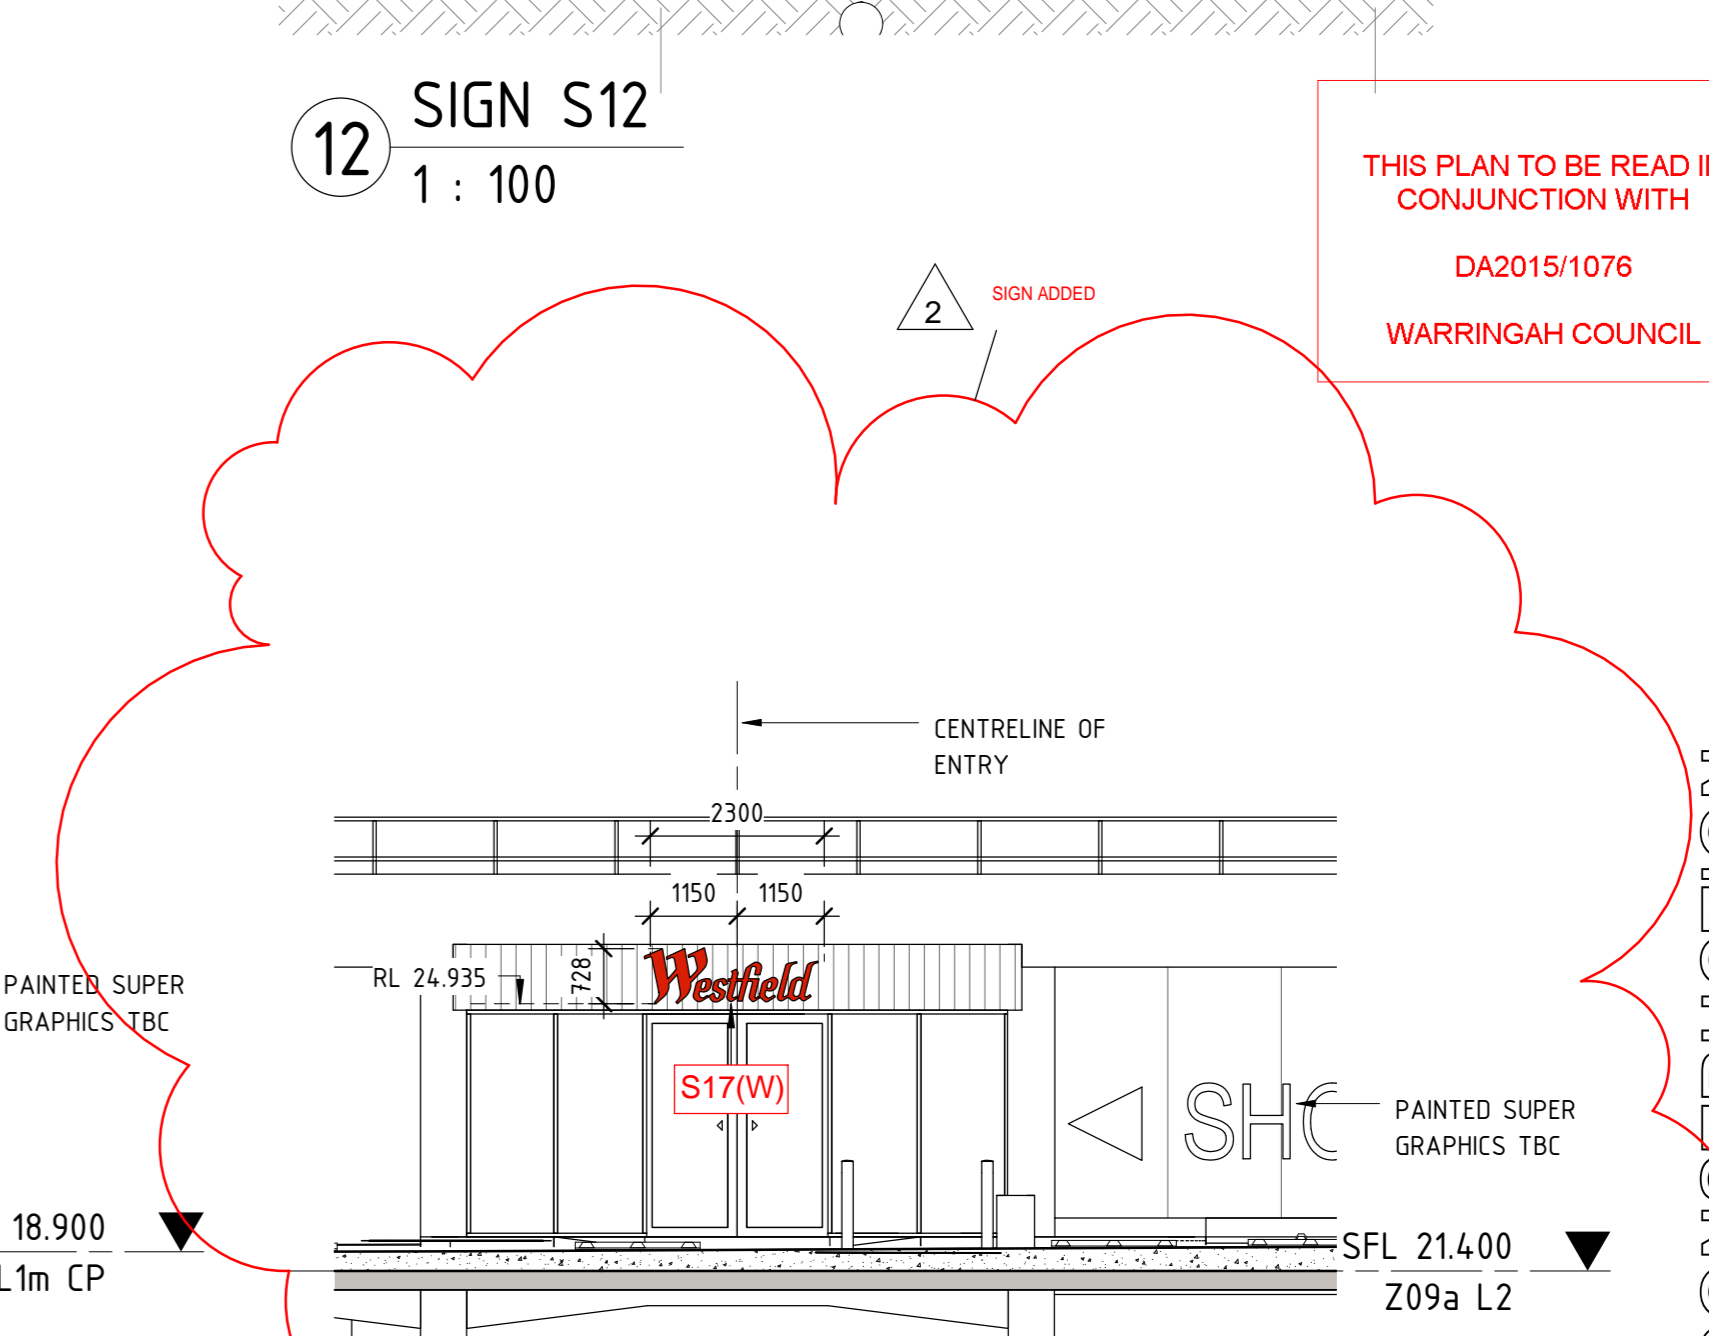 12
SIGN S12
1 : 100
THIS PLAN TO BE READ
CONJUNCTION WITH
DA2015/1076
WARRINGAH COUNCIL
2
SIGN ADDED
CENTRELINE OF
ENTRY
2300
1150 1150
RL 24.935
728
Westfield
PAINTED SUPER
GRAPHICS TBC
S17(W)
SHO
PAINTED SUPER
GRAPHICS TBC
18.900
L1m CP
SFL 21.400
Z09a L2